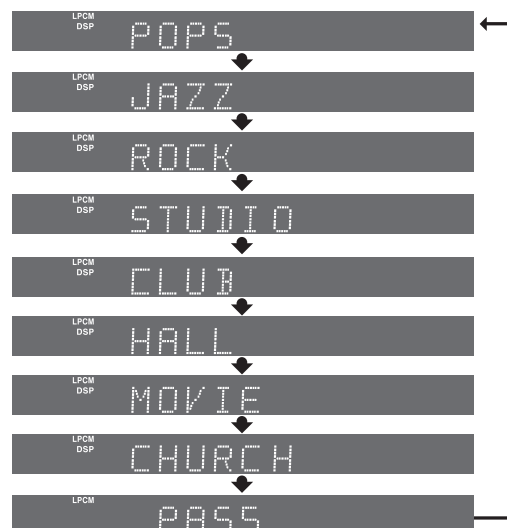 LPCM
DSP
POPS
LPCM
DSP
JAZZ
LPCM
DSP
ROCK
LPCM
DSP
STUDIO
LPCM
DSP
CLUB
LPCM
DSP
HALL
LPCM
DSP
MOVIE
LPCM
DSP
CHURCH
LPCM
PASS